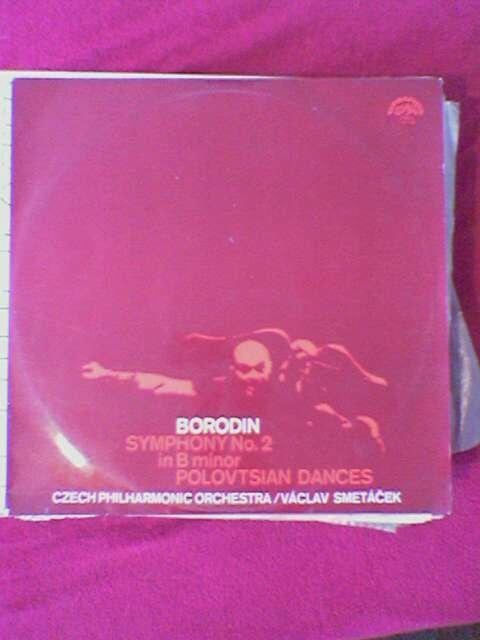 BORODIN
SYMPHONY No. 2
in B minor
POLOVTSIAN DANCES
CZECH PHILHARMONIC ORCHESTRA/VÁCLAV SMETÁČEK